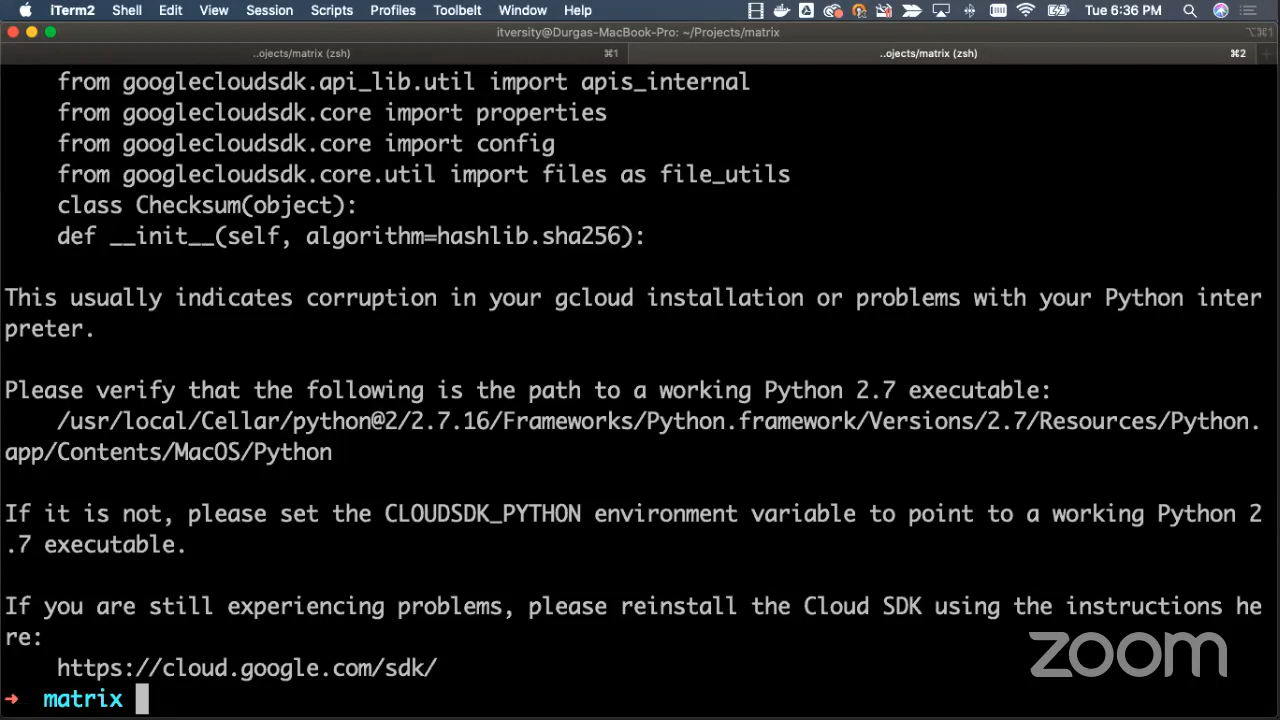 iTerm2 Shell Edit View Session Scripts Profiles Toolbelt Window Help Tue 6:36 PM
itversity@Durgas-MacBook-Pro: ~/Projects/matrix ⌥⌘1
..ojects/matrix (zsh) ⌘1 ..ojects/matrix (zsh) ⌘2
from googlecloudsdk.api_lib.util import apis_internal
from googlecloudsdk.core import properties
from googlecloudsdk.core import config
from googlecloudsdk.core.util import files as file_utils
class Checksum(object):
def __init__(self, algorithm=hashlib.sha256):
This usually indicates corruption in your gcloud installation or problems with your Python inter
preter.
Please verify that the following is the path to a working Python 2.7 executable:
/usr/local/Cellar/python@2/2.7.16/Frameworks/Python.framework/Versions/2.7/Resources/Python.
app/Contents/MacOS/Python
If it is not, please set the CLOUDSDK_PYTHON environment variable to point to a working Python 2
.7 executable.
If you are still experiencing problems, please reinstall the Cloud SDK using the instructions he
re:
https://cloud.google.com/sdk/
➜ matrix
zoom